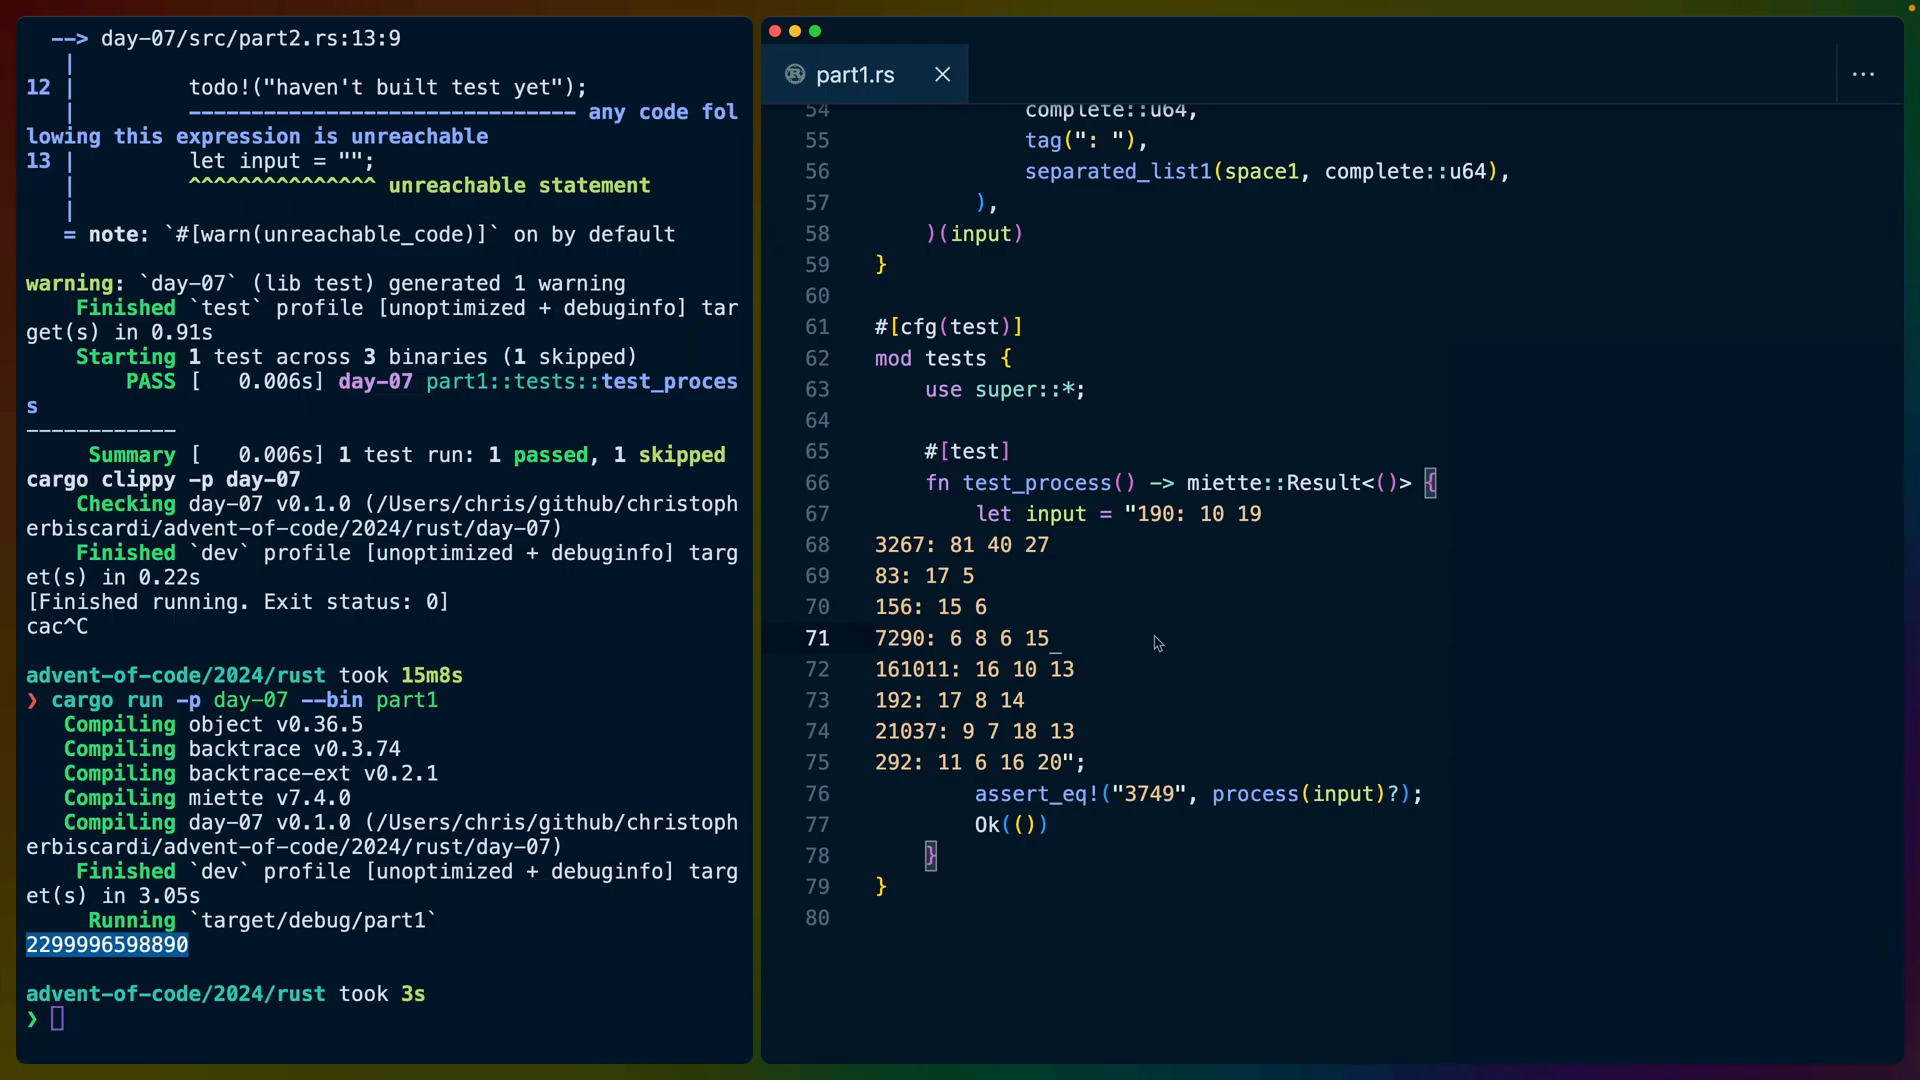 --> day-07/src/part2.rs:13:9
|
12 |         todo!("haven't built test yet");
|         ------------------------------- any code fol
lowing this expression is unreachable
13 |         let input = "";
|         ^^^^^^^^^^^^^^^ unreachable statement
|
= note: `#[warn(unreachable_code)]` on by default
warning: `day-07` (lib test) generated 1 warning
Finished `test` profile [unoptimized + debuginfo] tar
get(s) in 0.91s
Starting 1 test across 3 binaries (1 skipped)
PASS [   0.006s] day-07 part1::tests::test_proces
s
------------
Summary [   0.006s] 1 test run: 1 passed, 1 skipped
cargo clippy -p day-07
Checking day-07 v0.1.0 (/Users/chris/github/christoph
erbiscardi/advent-of-code/2024/rust/day-07)
Finished `dev` profile [unoptimized + debuginfo] targ
et(s) in 0.22s
[Finished running. Exit status: 0]
cac^C
advent-of-code/2024/rust took 15m8s
❯ cargo run -p day-07 --bin part1
Compiling object v0.36.5
Compiling backtrace v0.3.74
Compiling backtrace-ext v0.2.1
Compiling miette v7.4.0
Compiling day-07 v0.1.0 (/Users/chris/github/christoph
erbiscardi/advent-of-code/2024/rust/day-07)
Finished `dev` profile [unoptimized + debuginfo] targ
et(s) in 3.05s
Running `target/debug/part1`
2299996598890
advent-of-code/2024/rust took 3s
❯
part1.rs
54 complete::u64,
55 tag(": "),
56 separated_list1(space1, complete::u64),
57 ),
58 )(input)
59 }
60
61 #[cfg(test)]
62 mod tests {
63 use super::*;
64
65 #[test]
66 fn test_process() -> miette::Result<()> {
67 let input = "190: 10 19
68 3267: 81 40 27
69 83: 17 5
70 156: 15 6
71 7290: 6 8 6 15
72 161011: 16 10 13
73 192: 17 8 14
74 21037: 9 7 18 13
75 292: 11 6 16 20";
76 assert_eq!("3749", process(input)?);
77 Ok(())
78 }
79 }
80